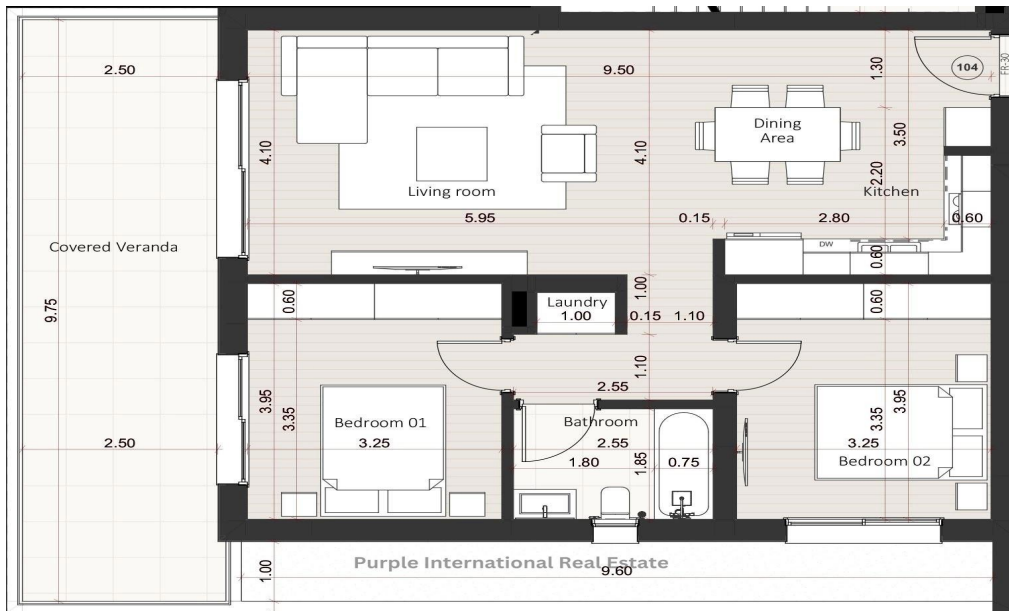 2.50
9.50
1.30
104
FR-30
Dining
Area
3.50
4.10
4.10
2.20
Living room
Kitchen
5.95
0.15
2.80
0.60
Covered Veranda
DW
0.60
9.75
0.60
1.00
Laundry
1.00
0.15
1.10
0.60
1.10
2.55
3.95
3.35
Bedroom 01
3.25
2.50
Bathroom
2.55
1.80
1.85
0.75
3.35
3.95
3.25
Bedroom 02
Purple International Real Estate
1.00
9.60